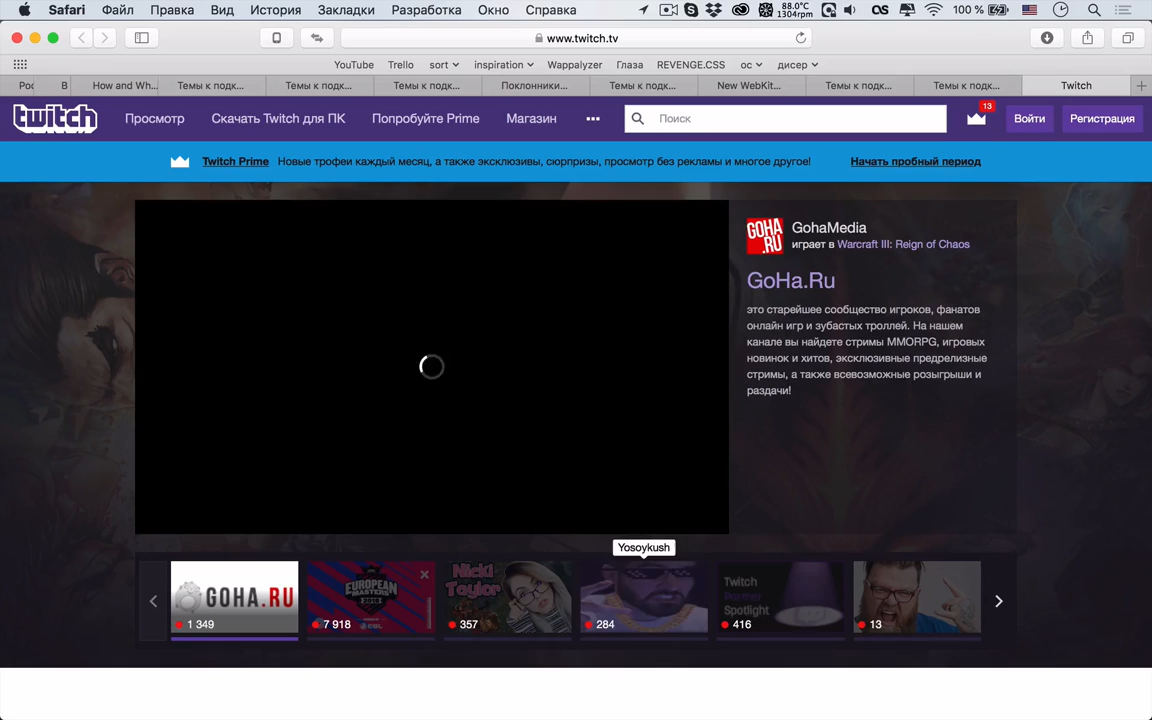 Safari Файл Правка Вид История Закладки Разработка Окно Справка 88.0°C 1304rpm 100 %
www.twitch.tv
YouTube Trello sort inspiration Wappalyzer Глаза REVENGE.CSS ос дисер
Рос В How and Wh... Темы к подк... Темы к подк... Темы к подк... Поклонники... Темы к подк... New WebKit... Темы к подк... Темы к подк... Twitch
twitch Просмотр Скачать Twitch для ПК Попробуйте Prime Магазин Поиск 13 Войти Регистрация
Twitch Prime Новые трофеи каждый месяц, а также эксклюзивы, сюрпризы, просмотр без рекламы и многое другое! Начать пробный период
GOHA .RU
GohaMedia
играет в Warcraft III: Reign of Chaos
GoHa.Ru
это старейшее сообщество игроков, фанатов
онлайн игр и зубастых троллей. На нашем
канале вы найдете стримы MMORPG, игровых
новинок и хитов, эксклюзивные предрелизные
стримы, а также всевозможные розыгрыши и
раздачи!
Yosoykush
GOHA.RU
1 349
EUROPEAN
MASTERS
2018
ESL
7 918
Nicki
Taylor
357
284
Twitch
Partner
Spotlight
416
13